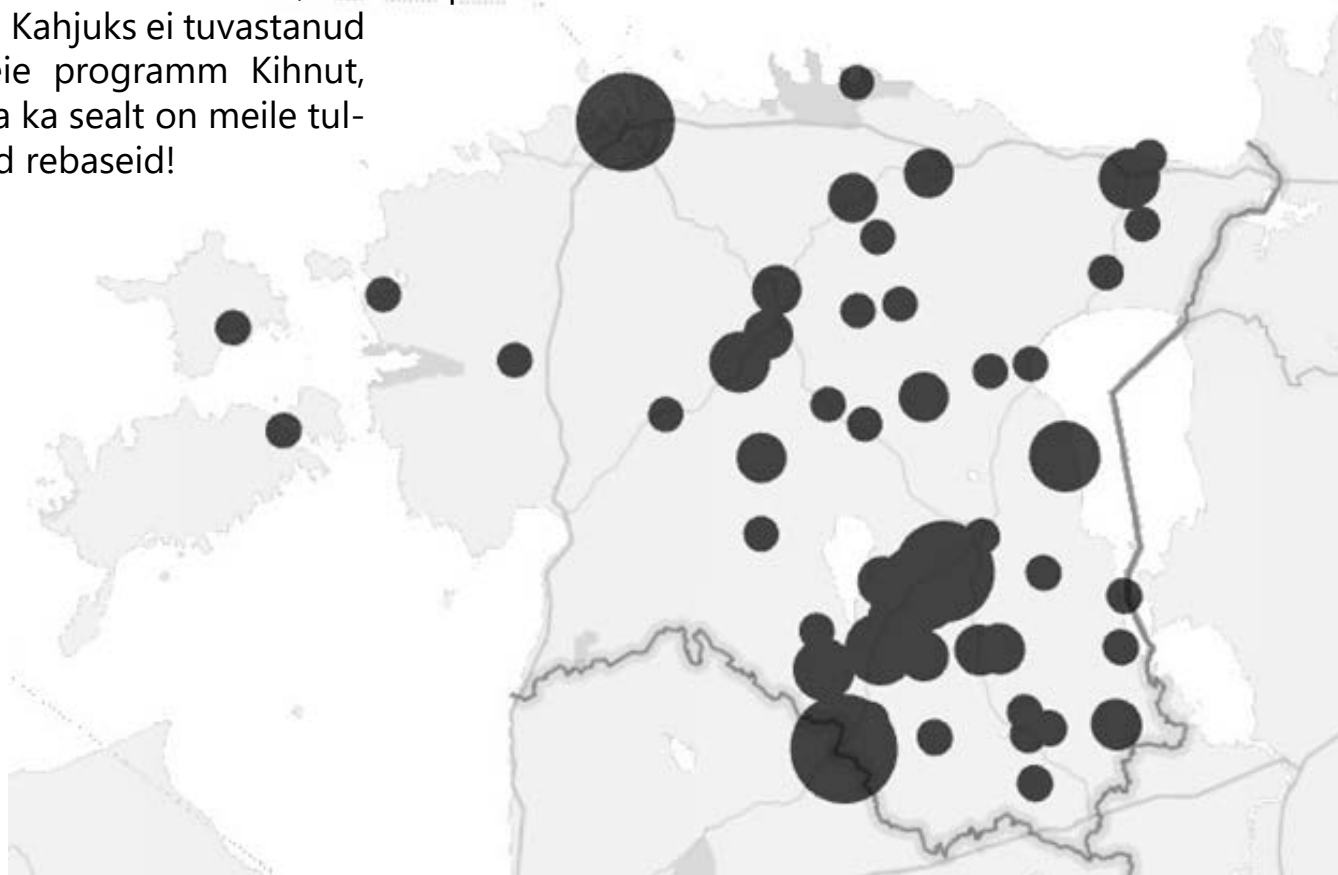 Kahjuks ei tuvastanud
programm Kihnut,
ka sealt on meile tul-
rebaseid!